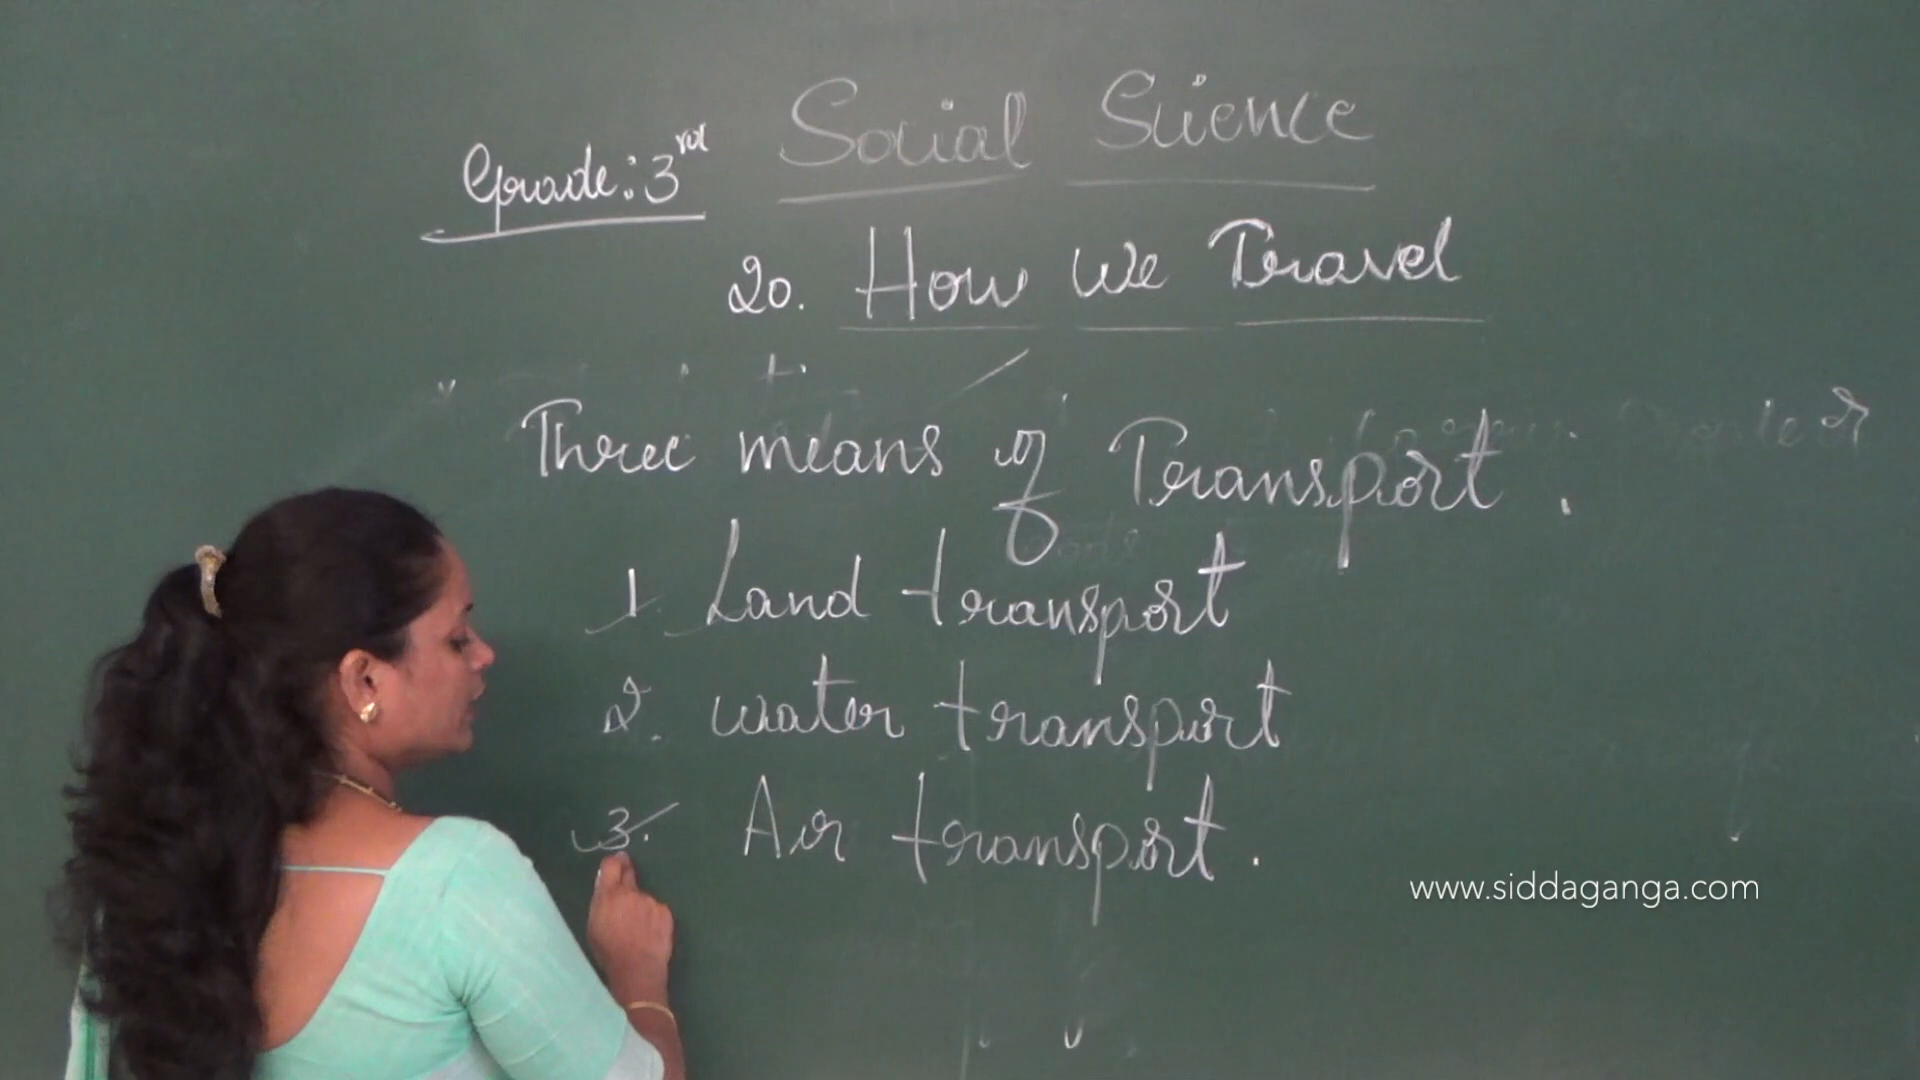 Social Science
Grade: 3rd
20. How We Travel
Three means of Transport.
1. Land transport
2. water transport
3. Air transport.
www.siddaganga.com